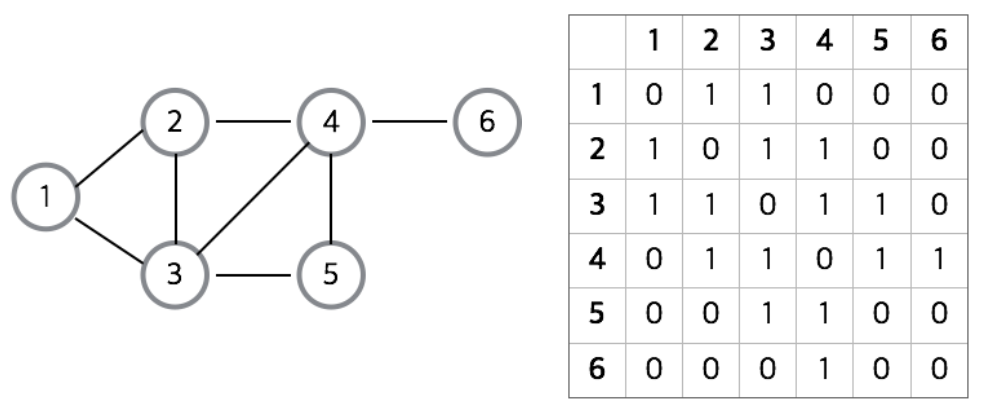 2 4 6
1
3 5
1 2 3 4 5 6
1 0 1 1 0 0 0
2 1 0 1 1 0 0
3 1 1 0 1 1 0
4 0 1 1 0 1 1
5 0 0 1 1 0 0
6 0 0 0 1 0 0